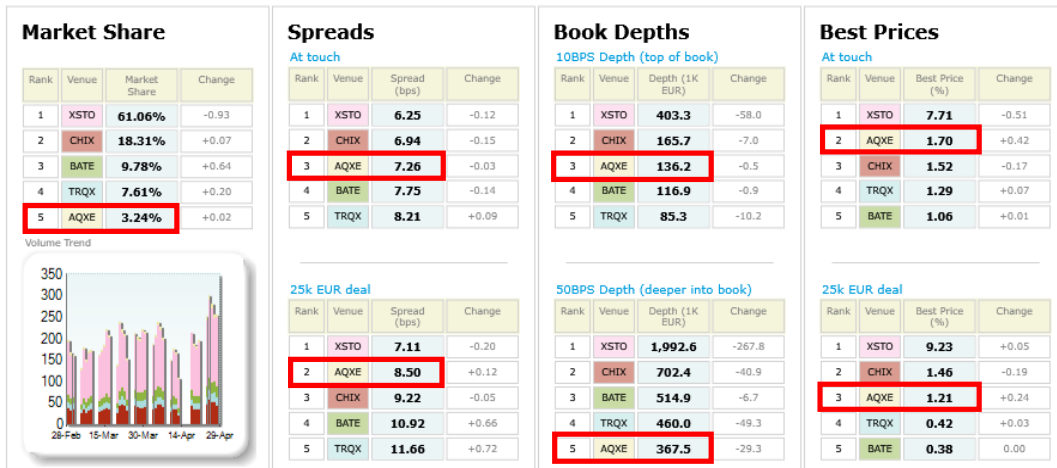 Market Share
Rank Venue Market Share Change
1 XSTO 61.06% -0.93
2 CHIX 18.31% +0.07
3 BATE 9.78% +0.64
4 TRQX 7.61% +0.20
5 AQXE 3.24% +0.02
Volume Trend
350
300
250
200
150
100
50
0
28-Feb 15-Mar 30-Mar 14-Apr 29-Apr
Spreads
At touch
Rank Venue Spread (bps) Change
1 XSTO 6.25 -0.12
2 CHIX 6.94 -0.15
3 AQXE 7.26 -0.03
4 BATE 7.75 -0.14
5 TRQX 8.21 +0.09
25k EUR deal
Rank Venue Spread (bps) Change
1 XSTO 7.11 -0.20
2 AQXE 8.50 +0.12
3 CHIX 9.22 -0.05
4 BATE 10.92 +0.66
5 TRQX 11.66 +0.72
Book Depths
10BPS Depth (top of book)
Rank Venue Depth (1K EUR) Change
1 XSTO 403.3 -58.0
2 CHIX 165.7 -7.0
3 AQXE 136.2 -0.5
4 BATE 116.9 -0.9
5 TRQX 85.3 -10.2
50BPS Depth (deeper into book)
Rank Venue Depth (1K EUR) Change
1 XSTO 1,992.6 -267.8
2 CHIX 702.4 -40.9
3 BATE 514.9 -6.7
4 TRQX 460.0 -49.3
5 AQXE 367.5 -29.3
Best Prices
At touch
Rank Venue Best Price (%) Change
1 XSTO 7.71 -0.51
2 AQXE 1.70 +0.42
3 CHIX 1.52 -0.17
4 TRQX 1.29 +0.07
5 BATE 1.06 +0.01
25k EUR deal
Rank Venue Best Price (%) Change
1 XSTO 9.23 +0.05
2 CHIX 1.46 -0.19
3 AQXE 1.21 +0.24
4 TRQX 0.42 +0.03
5 BATE 0.38 0.00